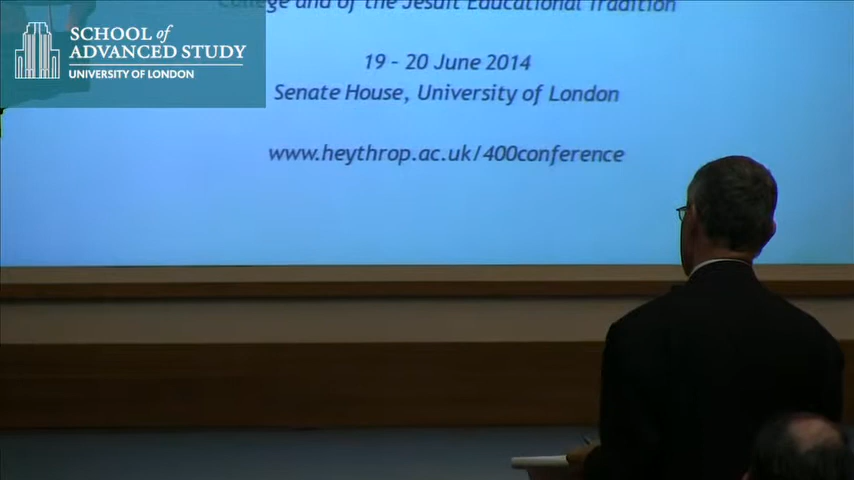 SCHOOL of
ADVANCED STUDY
UNIVERSITY OF LONDON
College and of the Jesuit Educational Tradition
19 - 20 June 2014
Senate House, University of London
www.heythrop.ac.uk/400conference